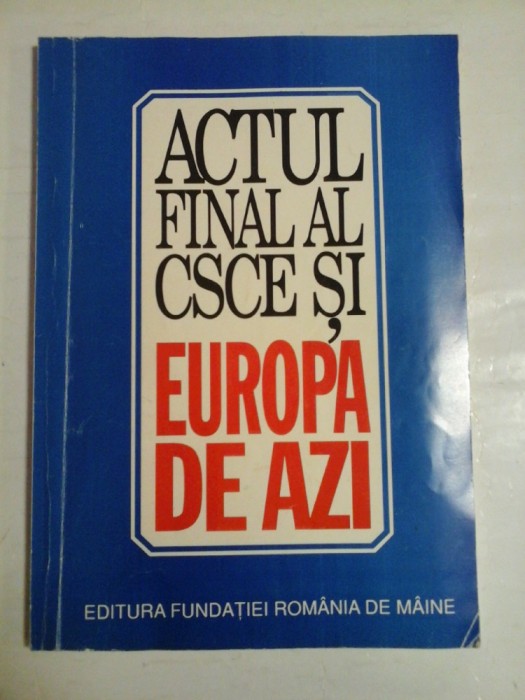 ACTUL
FINAL AL
CSCE ȘI
EUROPA
DE AZI
EDITURA FUNDAȚIEI ROMÂNIA DE MÂINE